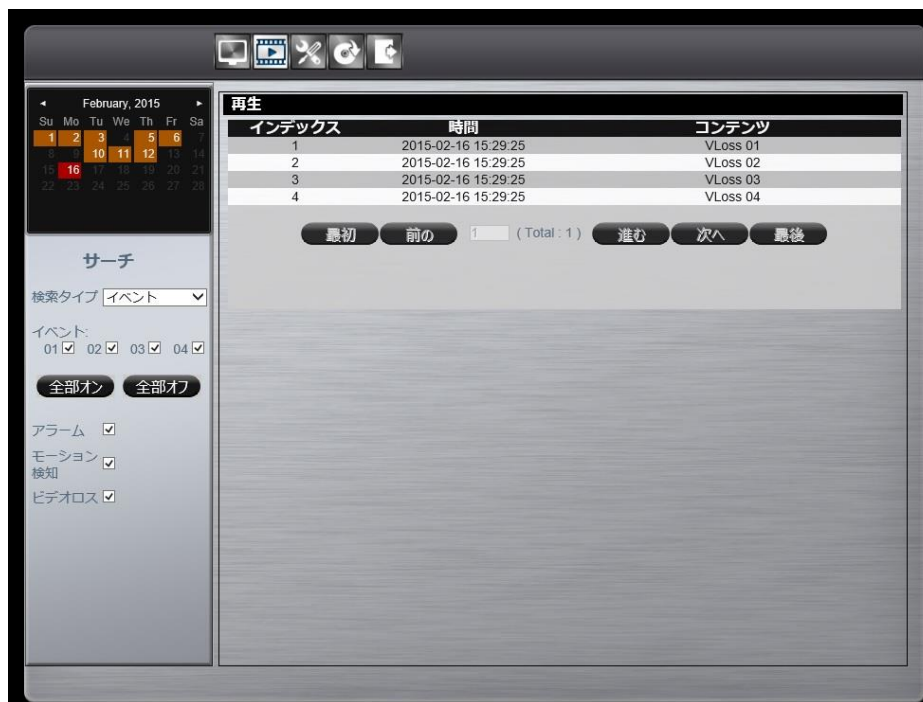 February, 2015
Su Mo Tu We Th Fr Sa
1 2 3 4 5 6 7
8 9 10 11 12 13 14
15 16 17 18 19 20 21
22 23 24 25 26 27 28
サーチ
検索タイプ イベント
イベント:
01 02 03 04
全部オン 全部オフ
アラーム
モーション
検知
ビデオロス
再生
インデックス 時間 コンテンツ
1 2015-02-16 15:29:25 VLoss 01
2 2015-02-16 15:29:25 VLoss 02
3 2015-02-16 15:29:25 VLoss 03
4 2015-02-16 15:29:25 VLoss 04
最初 前の 1 ( Total : 1 ) 進む 次へ 最後